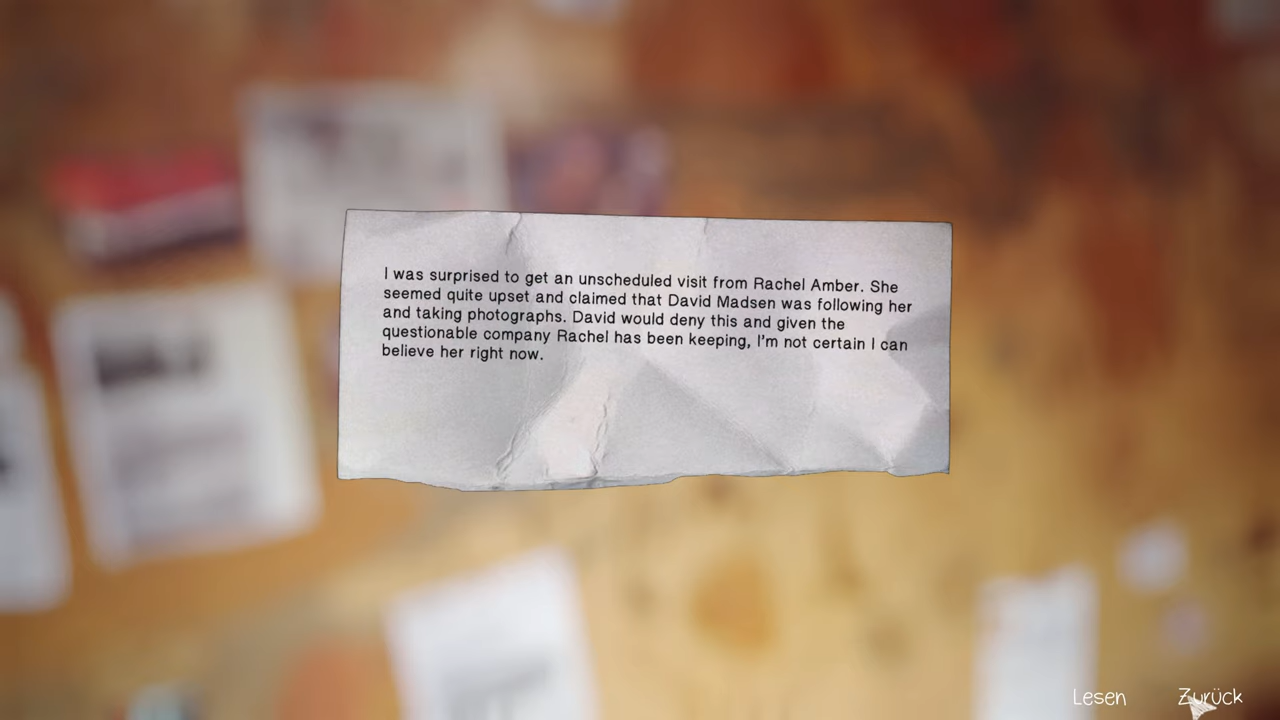 I was surprised to get an unscheduled visit from Rachel Amber. She
seemed quite upset and claimed that David Madsen was following her
and taking photographs. David would deny this and given the
questionable company Rachel has been keeping, I'm not certain I can
believe her right now.
Lesen
Zurück